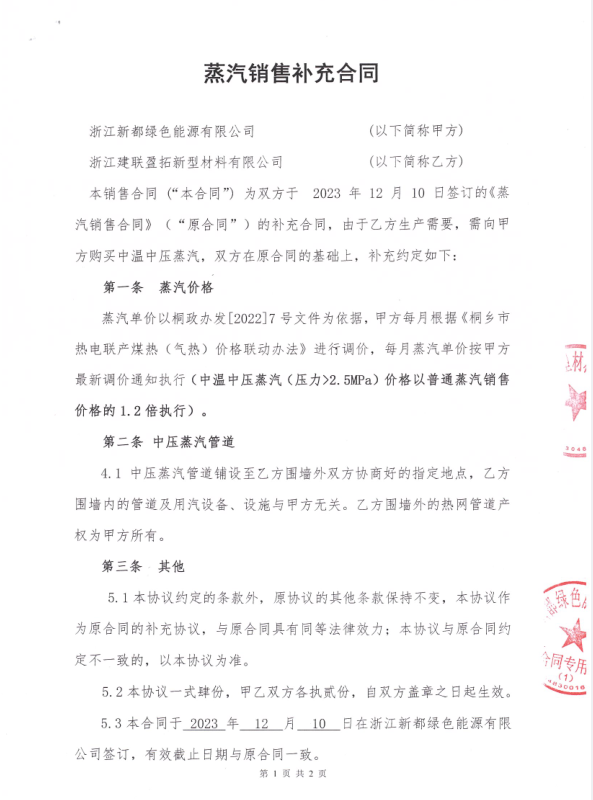 蒸汽销售补充合同
浙江新都绿色能源有限公司 (以下简称甲方)
浙江建联盈拓新型材料有限公司 (以下简称乙方)
本销售合同（“本合同”）为双方于 2023 年 12 月 10 日签订的《蒸
汽销售合同》（“原合同”）的补充合同，由于乙方生产需要，需向甲
方购买中温中压蒸汽，双方在原合同的基础上，补充约定如下：
第一条 蒸汽价格
蒸汽单价以桐政办发[2022]7 号文件为依据，甲方每月根据《桐乡市
热电联产煤热（气热）价格联动办法》进行调价，每月蒸汽单价按甲方
最新调价通知执行（中温中压蒸汽（压力>2.5MPa）价格以普通蒸汽销售
价格的 1.2 倍执行）。
第二条 中压蒸汽管道
4.1 中压蒸汽管道铺设至乙方围墙外双方协商好的指定地点，乙方
围墙内的管道及用汽设备、设施与甲方无关。乙方围墙外的热网管道产
权为甲方所有。
第三条 其他
5.1 本协议约定的条款外，原协议的其他条款保持不变，本协议作
为原合同的补充协议，与原合同具有同等法律效力；本协议与原合同约
定不一致的，以本协议为准。
5.2 本协议一式肆份，甲乙双方各执贰份，自双方盖章之日起生效。
5.3 本合同于 2023 年 12 月 10 日在浙江新都绿色能源有限
公司签订，有效截止日期与原合同一致。
第 1 页 共 2 页
材
都绿色
合同专用
(1)